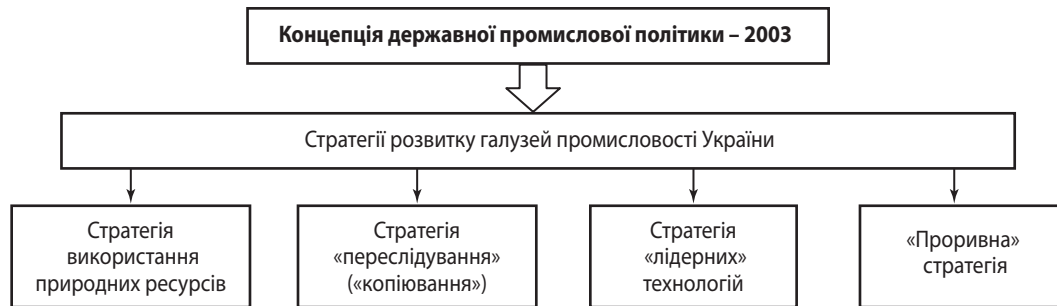 Концепція державної промислової політики – 2003
Стратегії розвитку галузей промисловості України
Стратегія
використання
природних ресурсів
Стратегія
«переслідування»
(«копіювання»)
Стратегія
«лідерних»
технологій
«Проривна»
стратегія